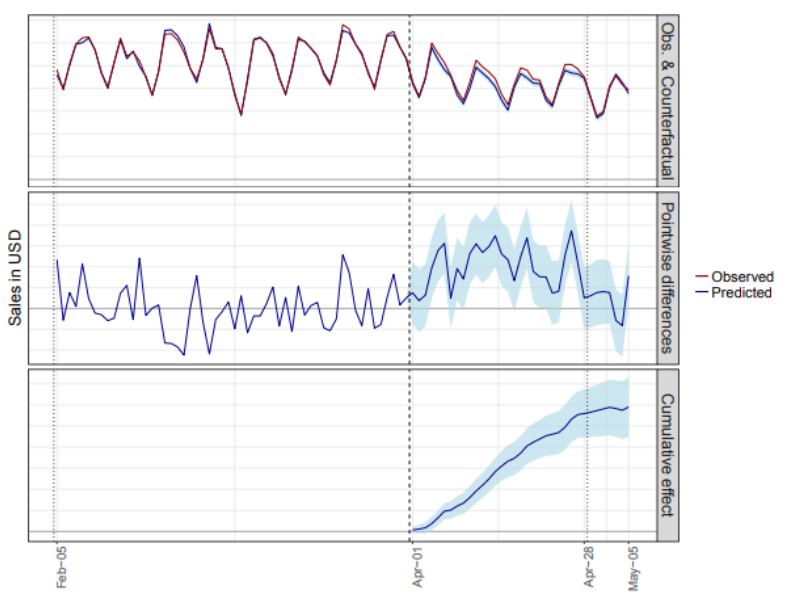 Sales in USD
Obs. & Counterfactual
Pointwise differences
Cumulative effect
Observed
Predicted
Feb-05
Apr-01
Apr-28
May-05